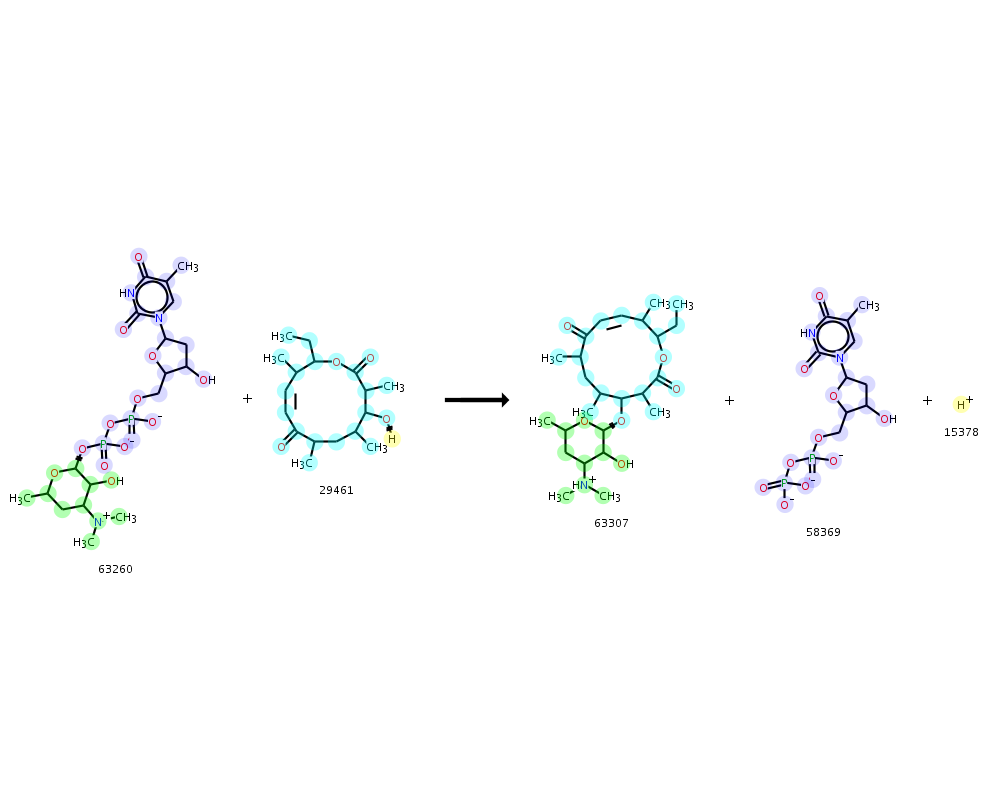 O CH3
HN
O N
O
OH
O
O P O-
O P O-
O
O OH
H3C
N+ CH3
H3C
63260
+
H3C
H3C O O
CH3
O
H
O
CH3
H3C
29461
CH3 CH3
O
H3C O
O
CH3
H3C O O
H3C
OH
HN+
H3C CH3
63307
+
O CH3
HN
O N
O
OH
O
P O-
O
O P O-
O-
58369
+
H+
15378